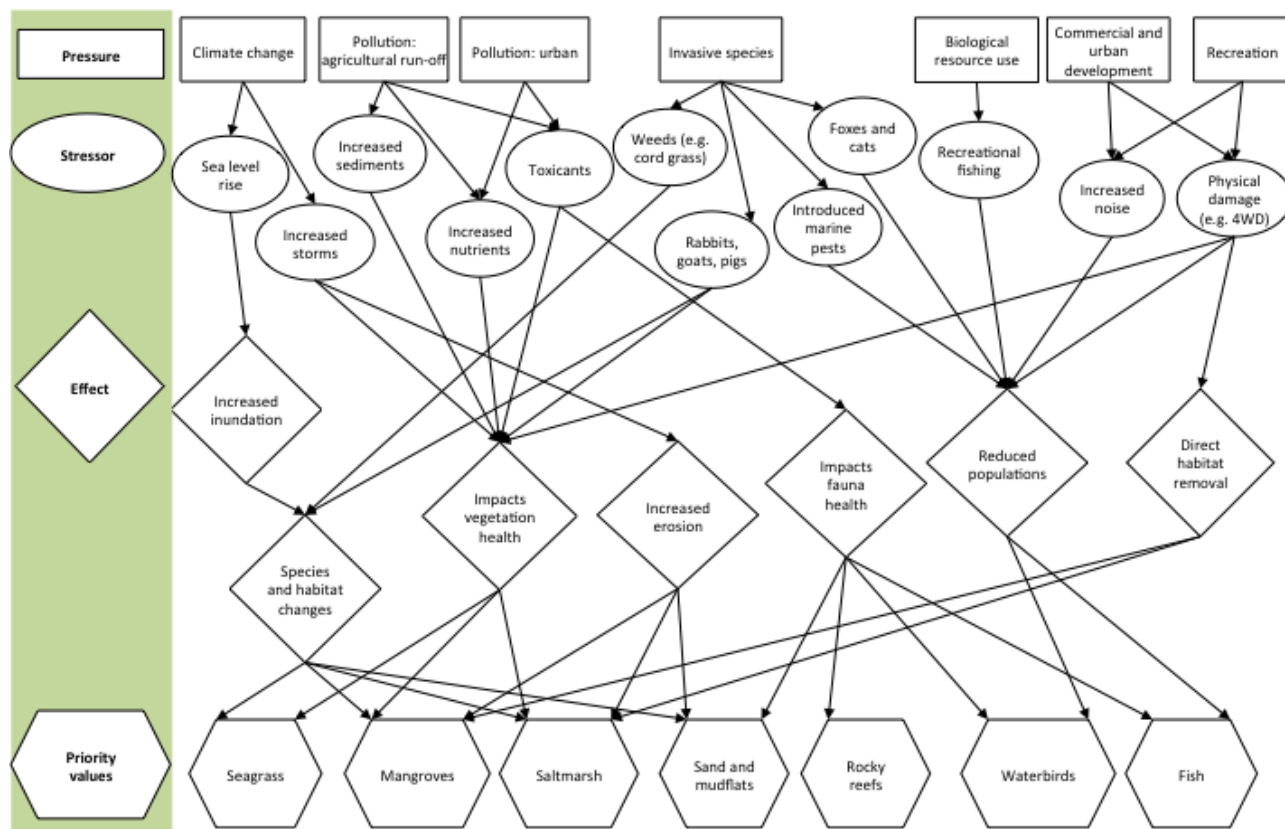 Pressure
Climate change
Pollution:
agricultural run-off
Pollution: urban
Invasive species
Biological
resource use
Commercial and
urban
development
Recreation
Stressor
Sea level
rise
Increased
storms
Increased
sediments
Increased
nutrients
Toxicants
Weeds (e.g.
cord grass)
Rabbits,
goats, pigs
Introduced
marine
pests
Foxes and
cats
Recreational
fishing
Increased
noise
Physical
damage
(e.g. 4WD)
Effect
Increased
inundation
Species
and habitat
changes
Impacts
vegetation
health
Increased
erosion
Impacts
fauna
health
Reduced
populations
Direct
habitat
removal
Priority
values
Seagrass
Mangroves
Saltmarsh
Sand and
mudflats
Rocky
reefs
Waterbirds
Fish